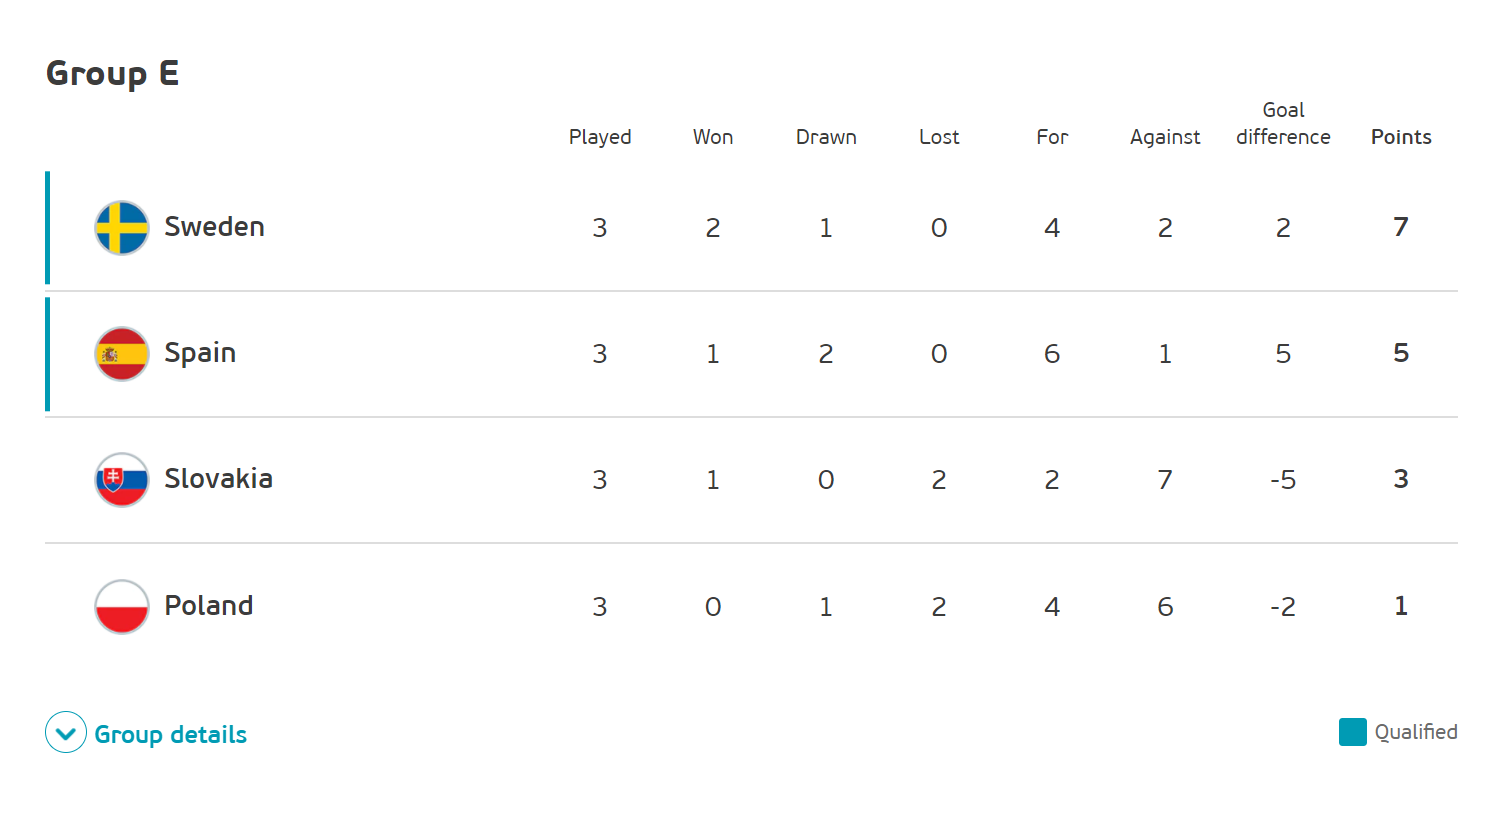 Group E
Played Won Drawn Lost For Against Goal difference Points
Sweden 3 2 1 0 4 2 2 7
Spain 3 1 2 0 6 1 5 5
Slovakia 3 1 0 2 2 7 -5 3
Poland 3 0 1 2 4 6 -2 1
Group details
Qualified